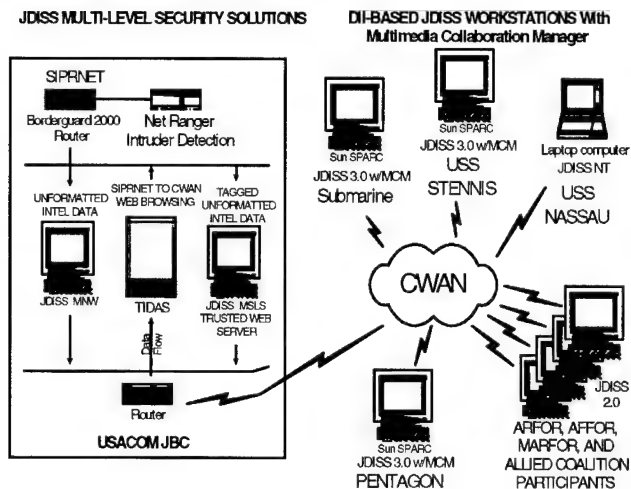 JDISS MULTI-LEVEL SECURITY SOLUTIONS
SIPRNET
Borderguard 2000
Router
Net Ranger
Intruder Detection
UNFORMATTED
INTEL DATA
SIPRNET TO CWAN
WEB BROWSING
TAGGED
UNFORMATTED
INTEL DATA
JDISS MNW
TIDAS
JDISS MSLS
TRUSTED WEB
SERVER
Data
Flow
Router
USACOM JBC
DII-BASED JDISS WORKSTATIONS With
Multimedia Collaboration Manager
Sun SPARC
JDISS 3.0 w/MCM
Submarine
Sun SPARC
JDISS 3.0 w/MCM
USS
STENNIS
Laptop computer
JDISS NT
USS
NASSAU
CWAN
JDISS
2.0
Sun SPARC
JDISS 3.0 w/MCM
PENTAGON
ARFOR, AFFOR,
MARFOR, AND
ALLIED COALITION
PARTICIPANTS